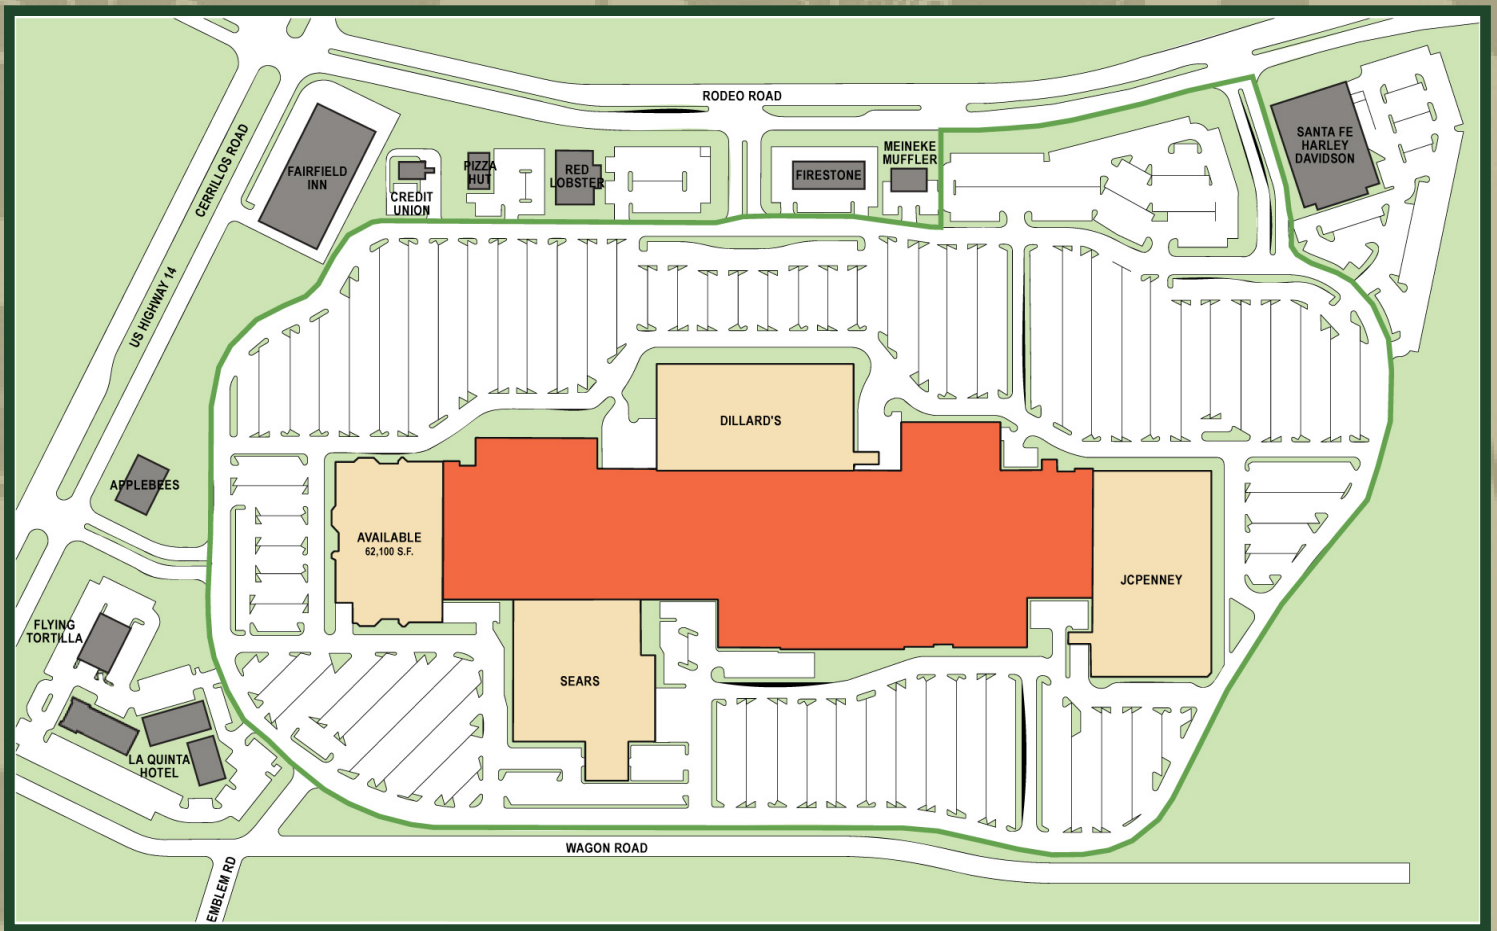 RODEO ROAD
CERRILLOS ROAD
US HIGHWAY 14
FAIRFIELD
INN
CREDIT
UNION
PIZZA
HUT
RED
LOBSTER
FIRESTONE
MEINEKE
MUFFLER
SANTA FE
HARLEY
DAVIDSON
DILLARD'S
APPLEBEES
AVAILABLE
62,100 S.F.
JCPENNEY
FLYING
TORTILLA
SEARS
LA QUINTA
HOTEL
WAGON ROAD
EMBLEM RD